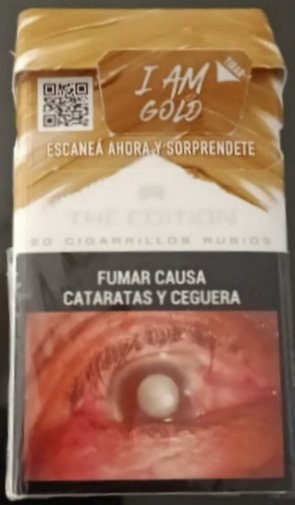 TIRAR
I AM
GOLD
ESCANEÁ AHORA Y SORPRENDETE
THE EDITION
20 CIGARRILLOS RUBIOS
FUMAR CAUSA
CATARATAS Y CEGUERA